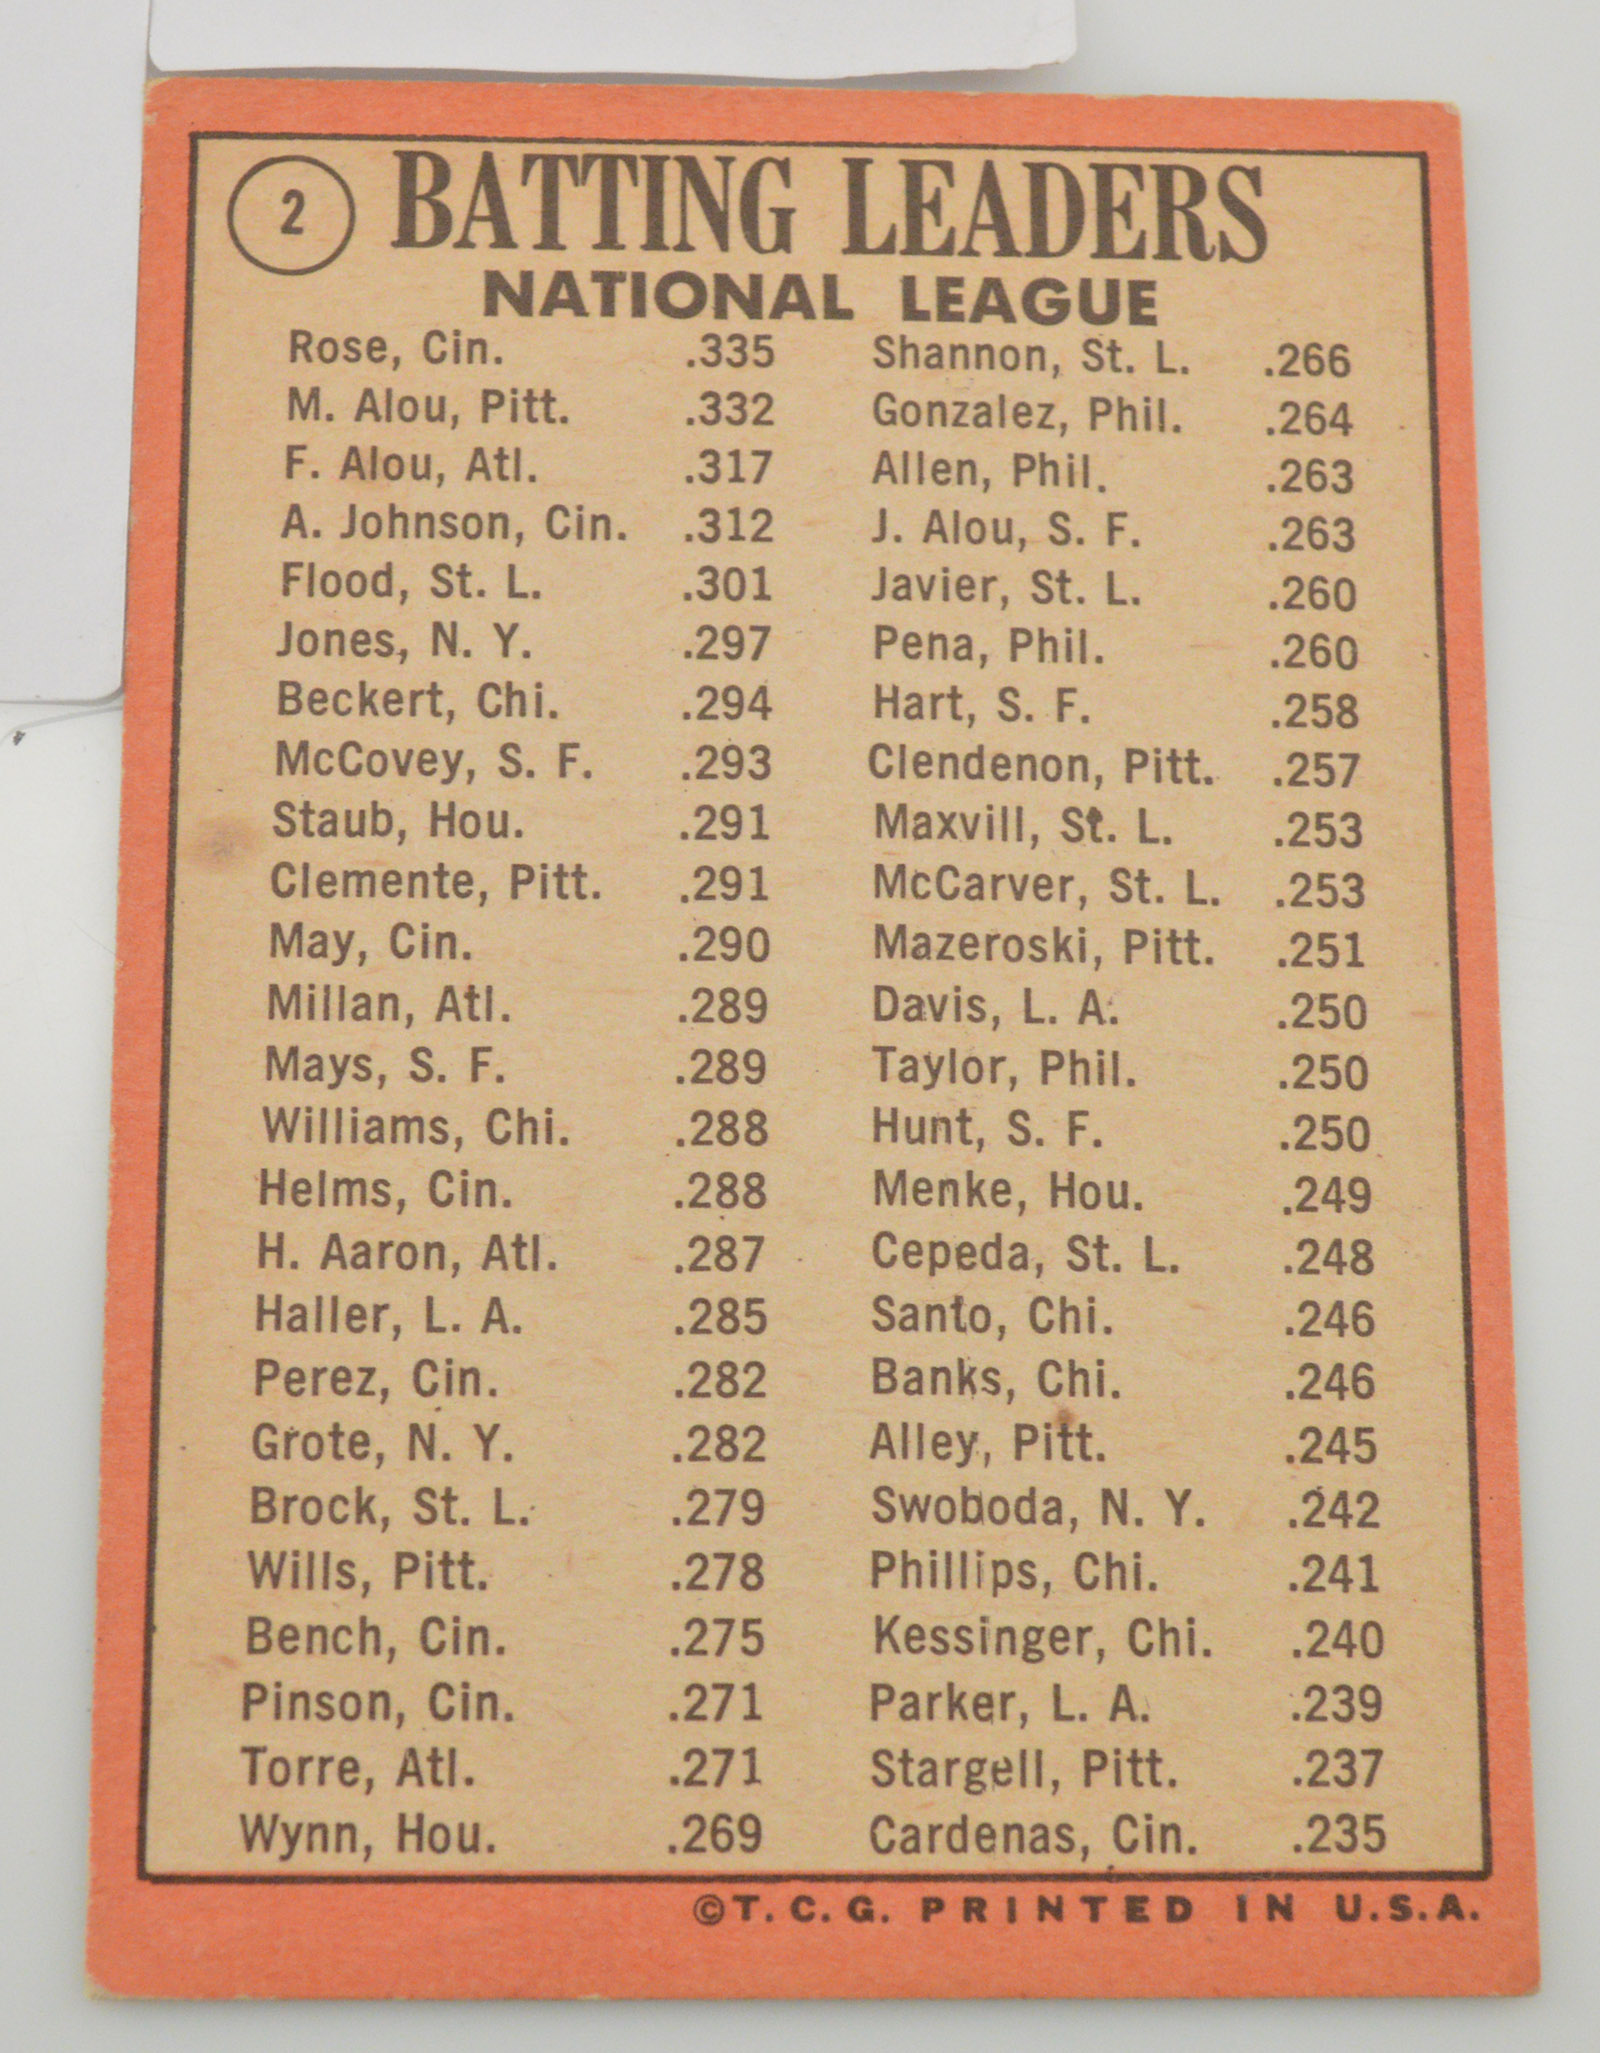 2 BATTING LEADERS
NATIONAL LEAGUE
Rose, Cin. .335
M. Alou, Pitt. .332
F. Alou, Atl. .317
A. Johnson, Cin. .312
Flood, St. L. .301
Jones, N. Y. .297
Beckert, Chi. .294
McCovey, S. F. .293
Staub, Hou. .291
Clemente, Pitt. .291
May, Cin. .290
Millan, Atl. .289
Mays, S. F. .289
Williams, Chi. .288
Helms, Cin. .288
H. Aaron, Atl. .287
Haller, L. A. .285
Perez, Cin. .282
Grote, N. Y. .282
Brock, St. L. .279
Wills, Pitt. .278
Bench, Cin. .275
Pinson, Cin. .271
Torre, Atl. .271
Wynn, Hou. .269
Shannon, St. L. .266
Gonzalez, Phil. .264
Allen, Phil. .263
J. Alou, S. F. .263
Javier, St. L. .260
Pena, Phil. .260
Hart, S. F. .258
Clendenon, Pitt. .257
Maxvill, St. L. .253
McCarver, St. L. .253
Mazeroski, Pitt. .251
Davis, L. A. .250
Taylor, Phil. .250
Hunt, S. F. .250
Menke, Hou. .249
Cepeda, St. L. .248
Santo, Chi. .246
Banks, Chi. .246
Alley, Pitt. .245
Swoboda, N. Y. .242
Phillips, Chi. .241
Kessinger, Chi. .240
Parker, L. A. .239
Stargell, Pitt. .237
Cardenas, Cin. .235
©T.C.G. PRINTED IN U.S.A.